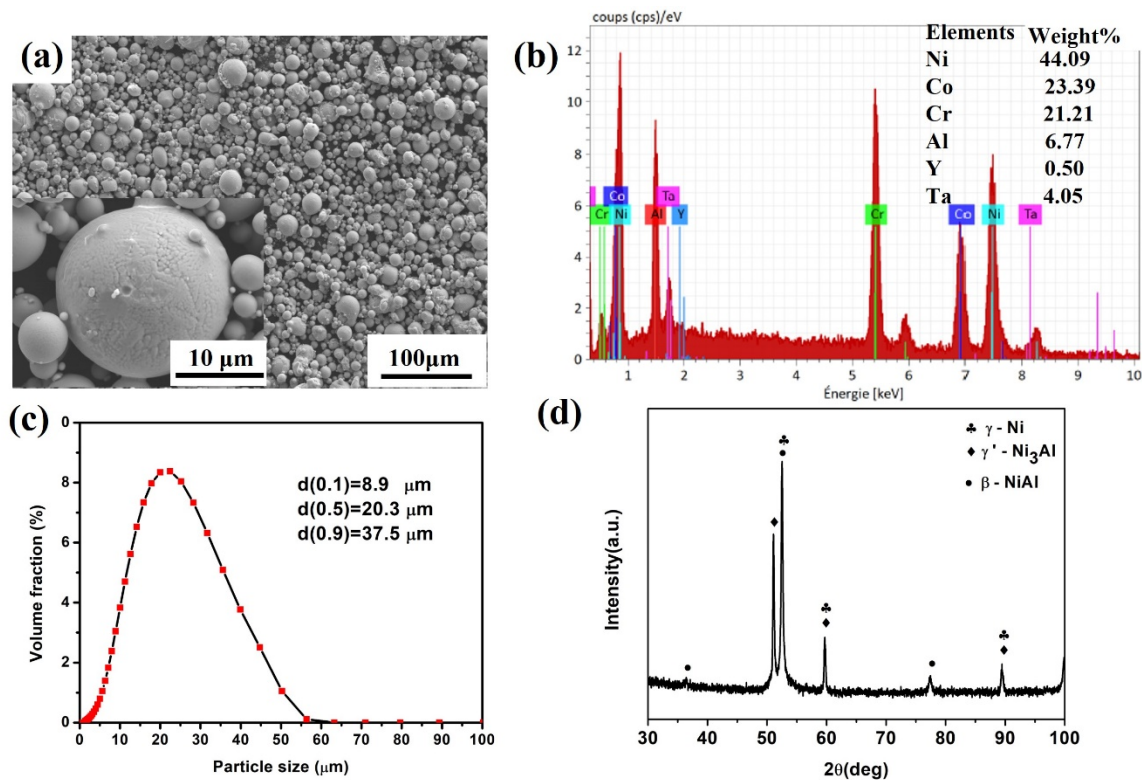 (a)
10 μm
100μm
(b)
coups (cps)/eV
Elements Weight%
Ni 44.09
Co 23.39
Cr 21.21
Al 6.77
Y 0.50
Ta 4.05
12
10
8
6
4
2
0
Cr Co Ni Al Ta Y Cr Co Ni Ta
1 2 3 4 5 6 7 8 9 10
Énergie [keV]
(c)
Volume fraction (%)
0
8
6
4
2
0
d(0.1)=8.9 μm
d(0.5)=20.3 μm
d(0.9)=37.5 μm
0 10 20 30 40 50 60 70 80 90 100
Particle size (μm)
(d)
Intensity(a.u.)
♣ γ - Ni
♦ γ ' - Ni₃Al
● β - NiAl
30 40 50 60 70 80 90 100
2θ(deg)